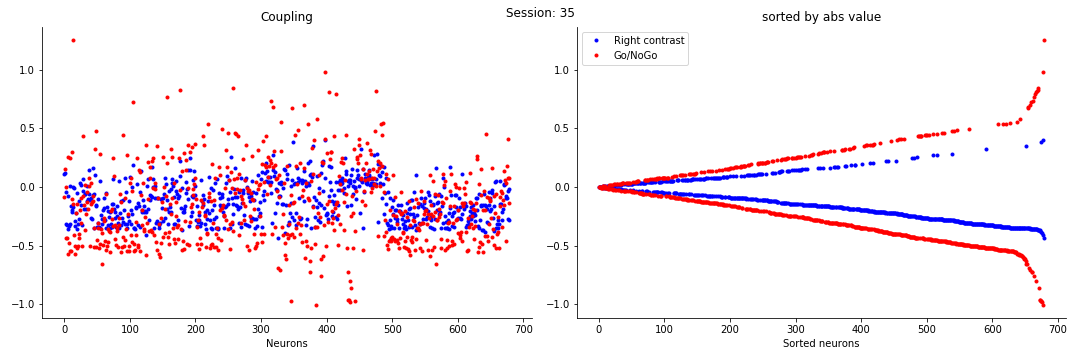 Session: 35
Coupling
1.0
0.5
0.0
−0.5
−1.0
0 100 200 300 400 500 600 700
Neurons
sorted by abs value
Right contrast
Go/NoGo
1.0
0.5
0.0
−0.5
−1.0
0 100 200 300 400 500 600 700
Sorted neurons